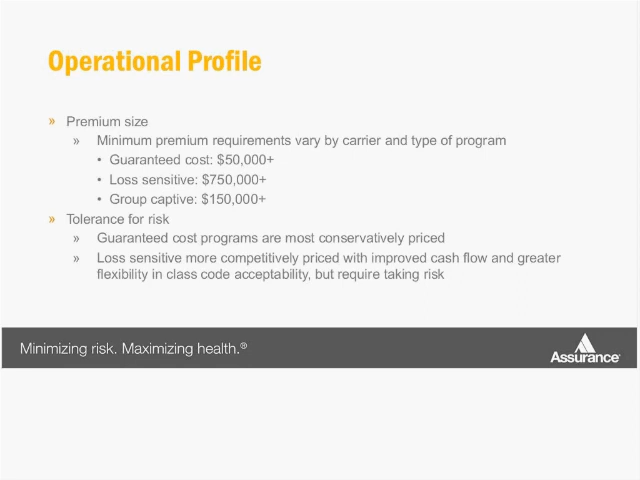 Operational Profile
» Premium size
» Minimum premium requirements vary by carrier and type of program
• Guaranteed cost: $50,000+
• Loss sensitive: $750,000+
• Group captive: $150,000+
» Tolerance for risk
» Guaranteed cost programs are most conservatively priced
» Loss sensitive more competitively priced with improved cash flow and greater
flexibility in class code acceptability, but require taking risk
Minimizing risk. Maximizing health.®
Assurance